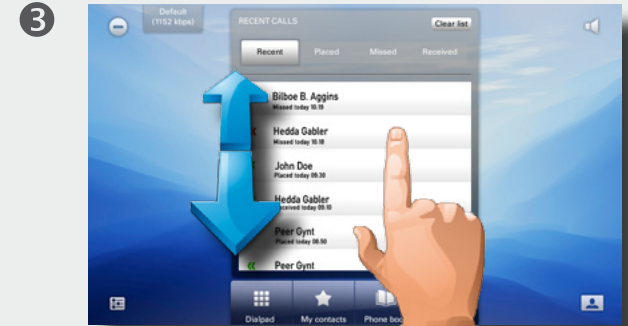 3
Default
(1152 kbps)
RECENT CALLS
Clear list
Recent Placed Missed Received
Bilboe B. Aggins
Missed today 10:19
Hedda Gabler
Missed today 10:18
John Doe
Placed today 09:30
Hedda Gabler
eceived today 09:10
Peer Gynt
Placed today 08:50
Peer Gynt
Dialpad My contacts Phone boo